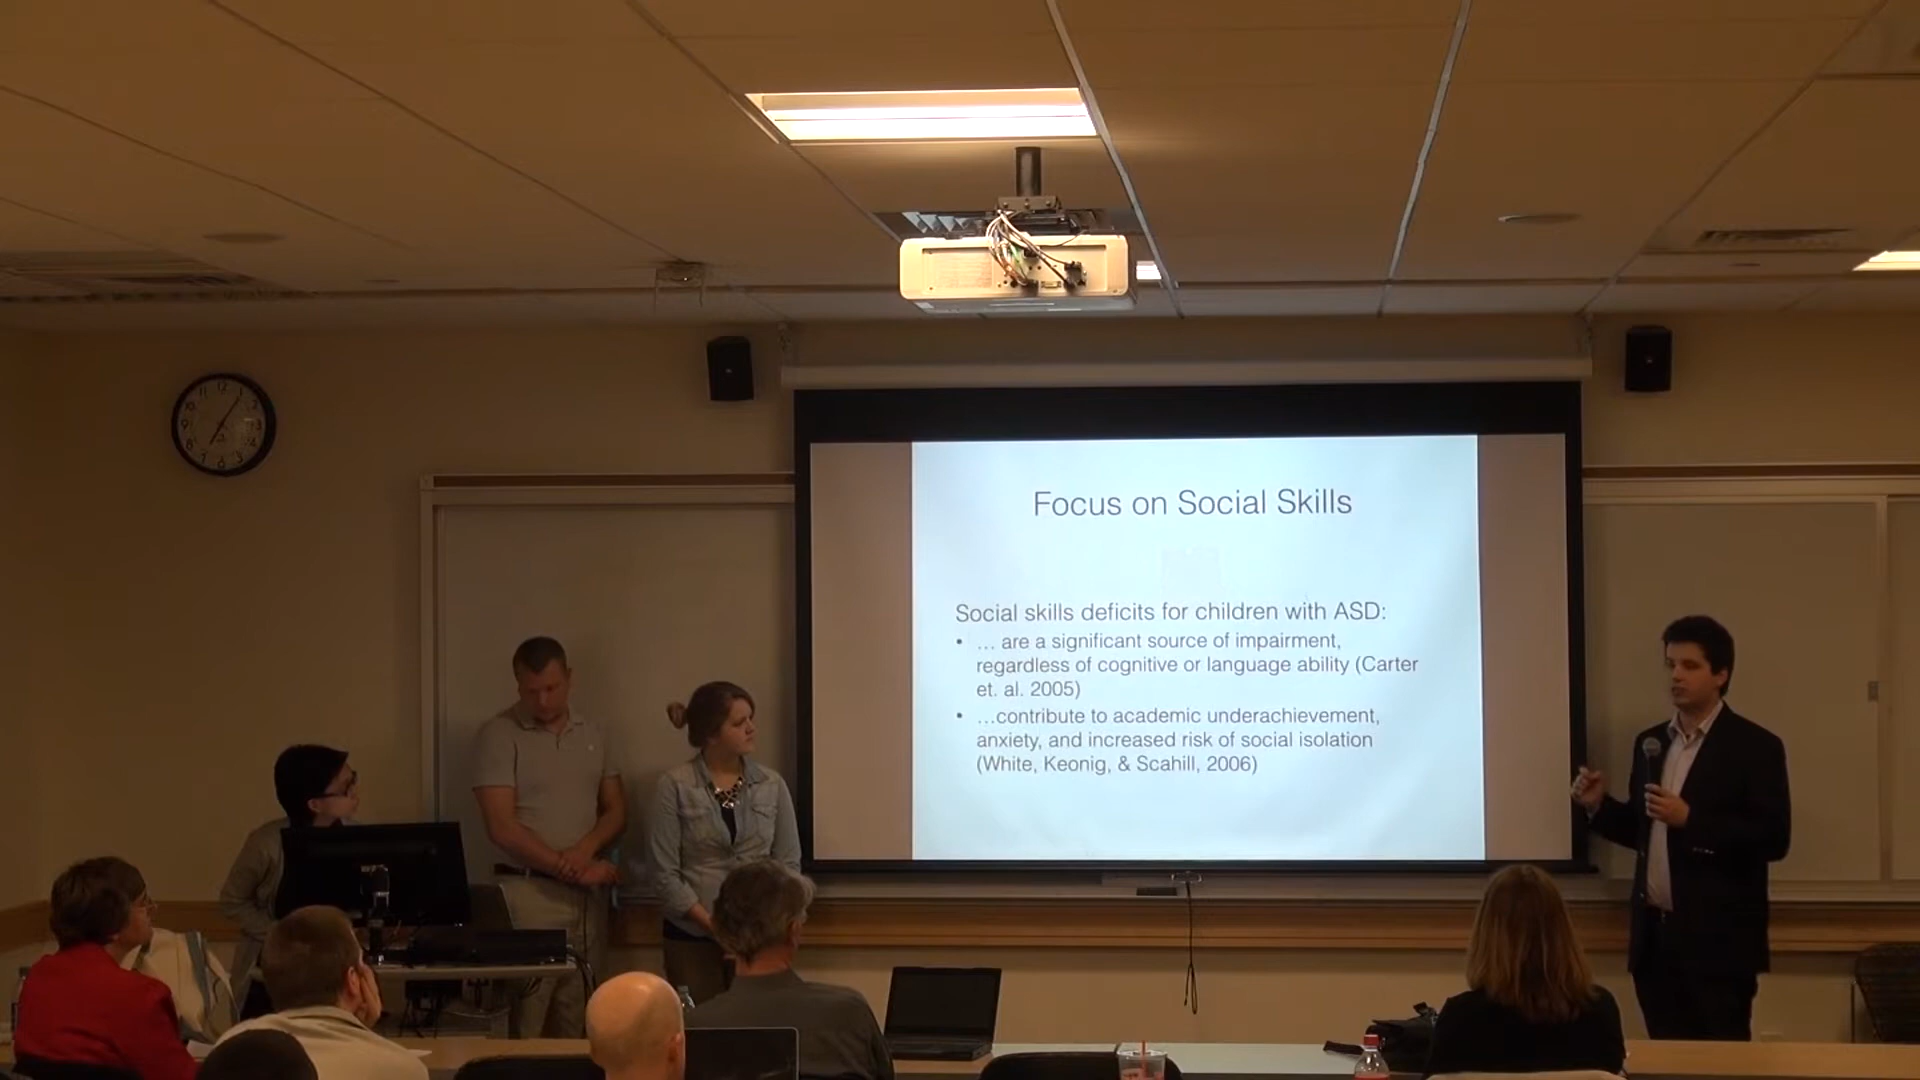 Focus on Social Skills
Social skills deficits for children with ASD:
• … are a significant source of impairment,
regardless of cognitive or language ability (Carter
et. al. 2005)
• …contribute to academic underachievement,
anxiety, and increased risk of social isolation
(White, Keonig, & Scahill, 2006)